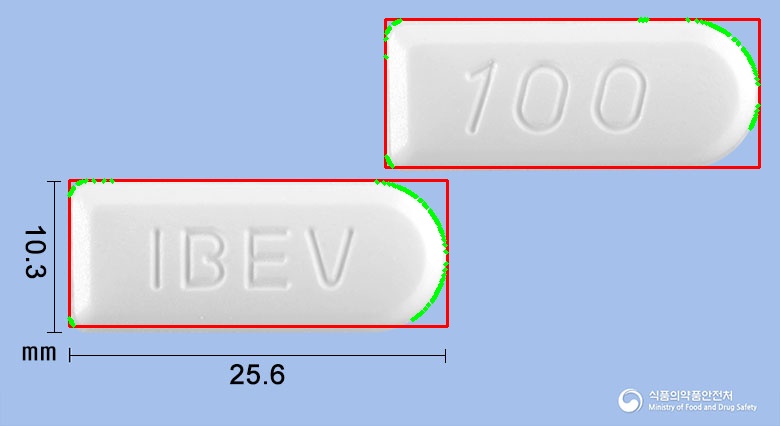 100
IBEV
10.3
mm
25.6
식품의약품안전처
Ministry of Food and Drug Safety